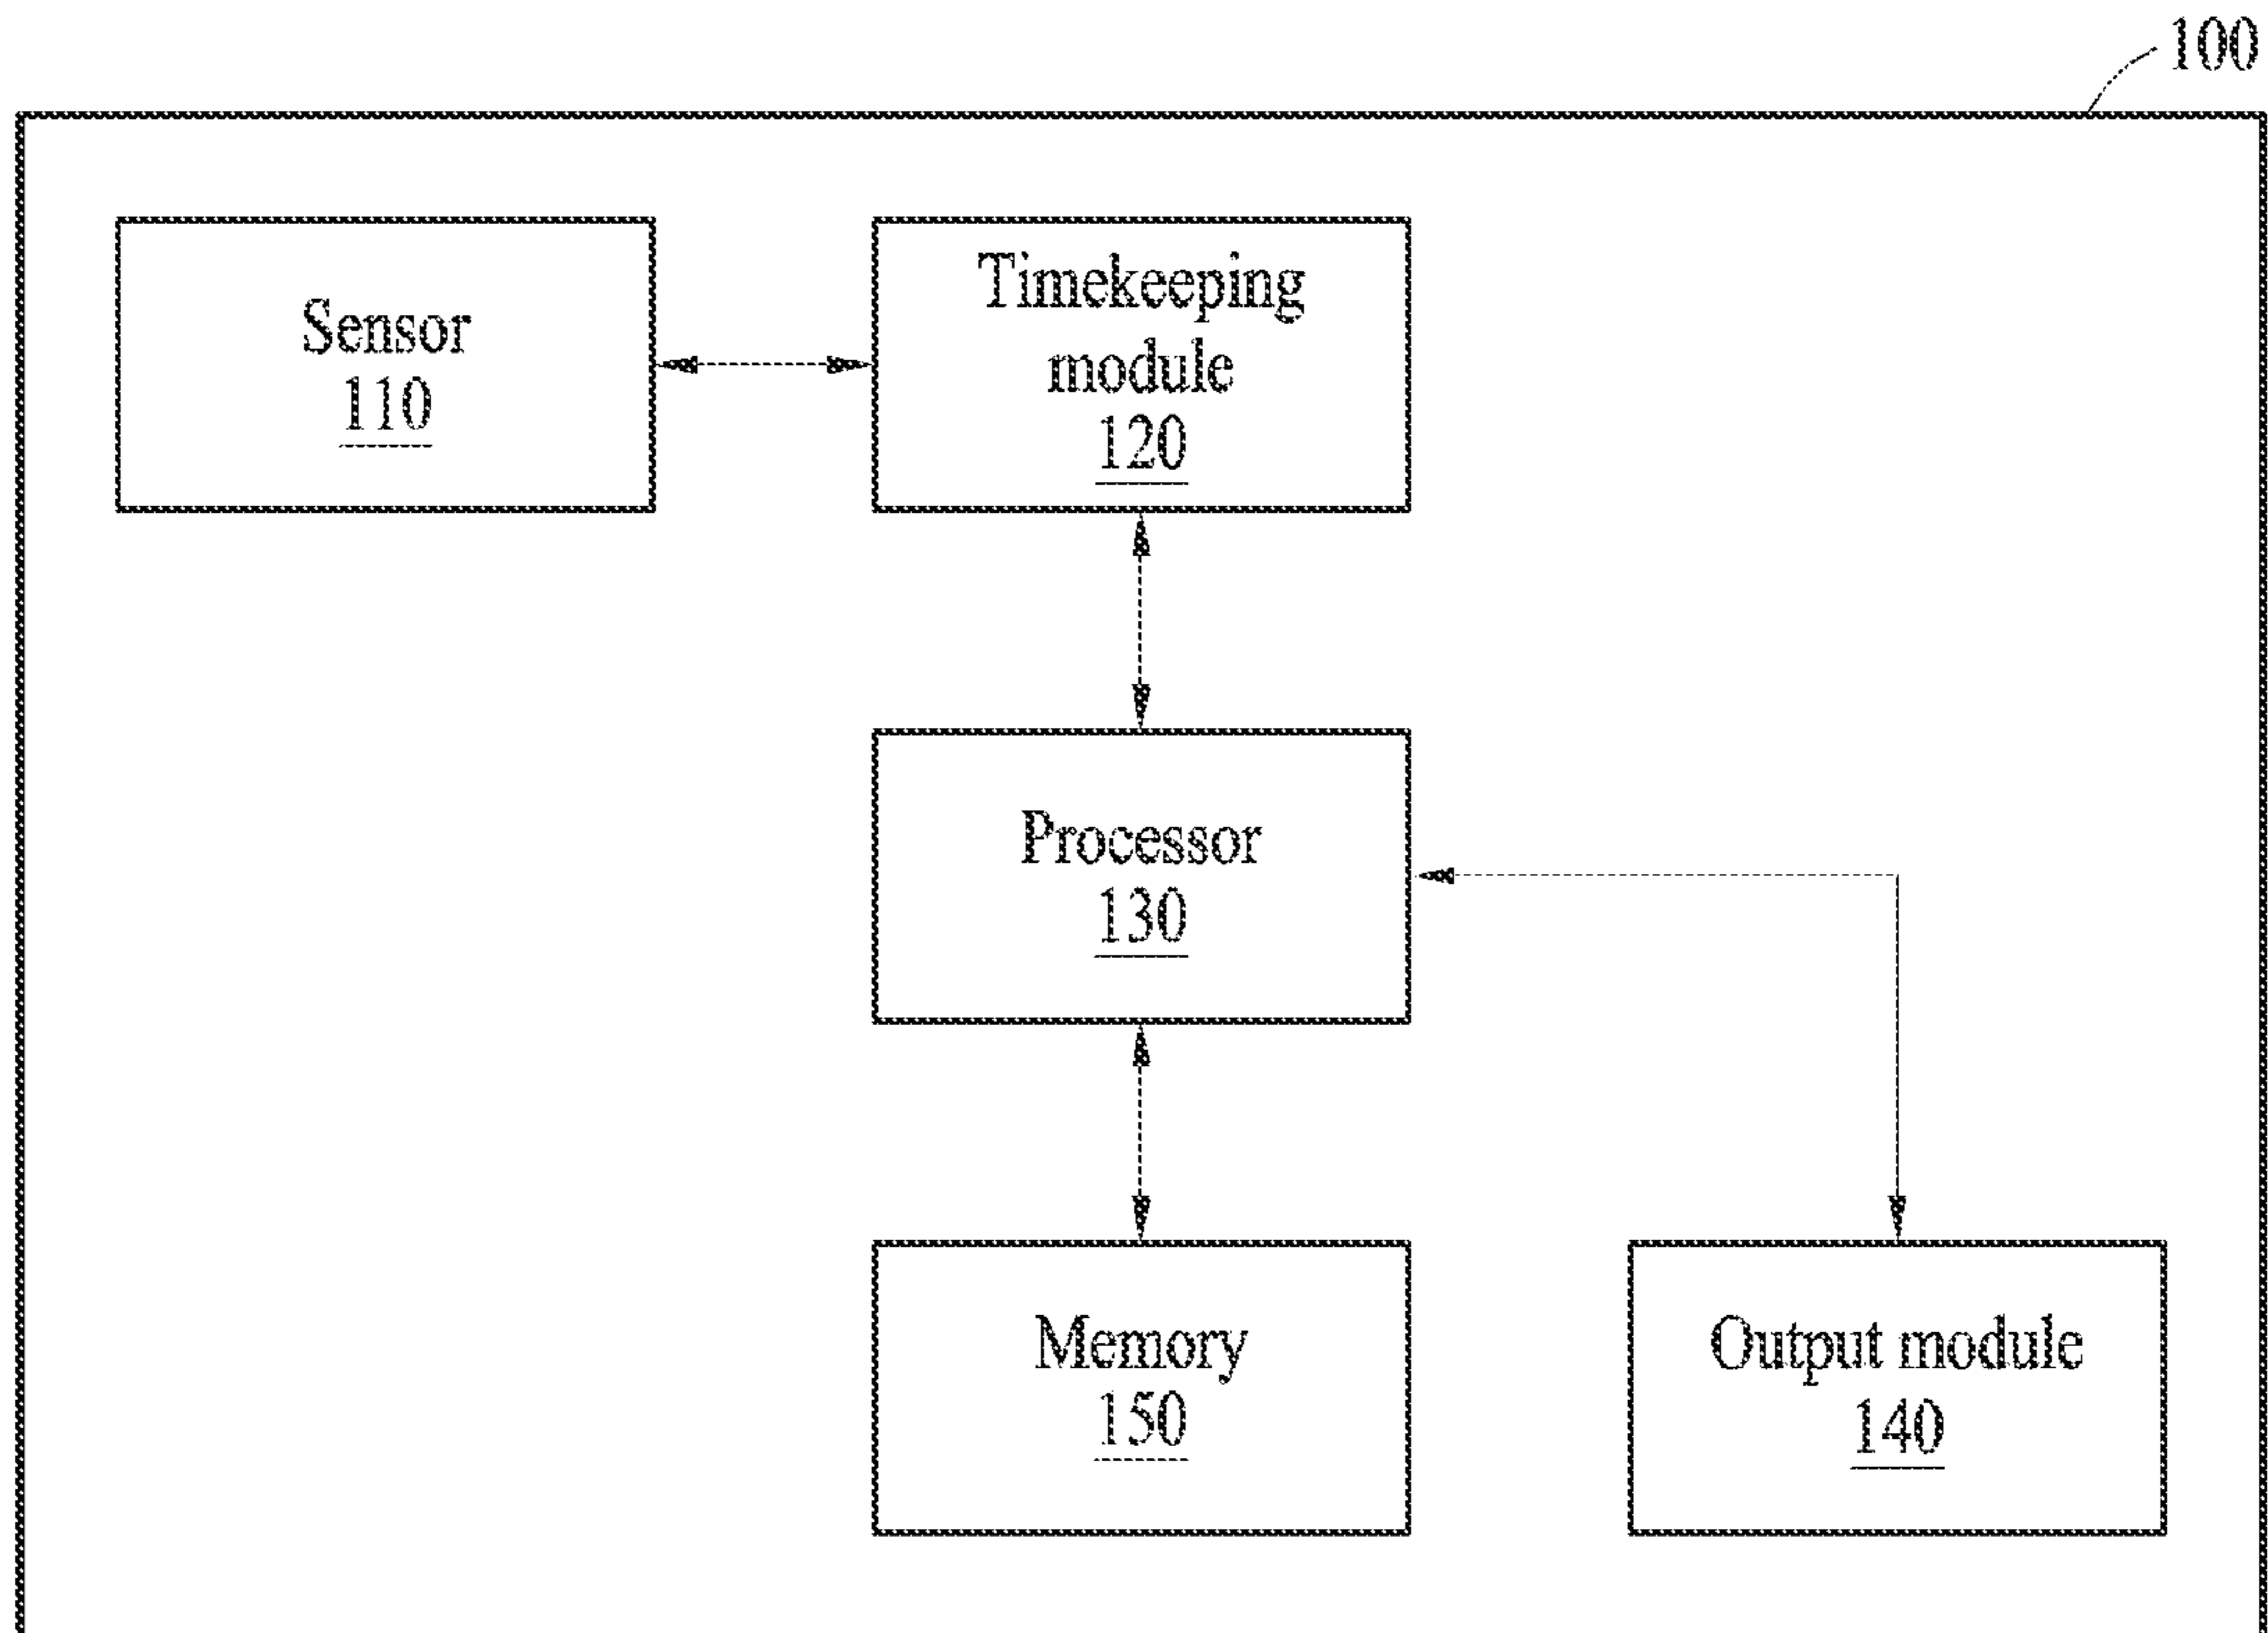 100
Sensor
110
Timekeeping
module
120
Processor
130
Memory
150
Output module
140